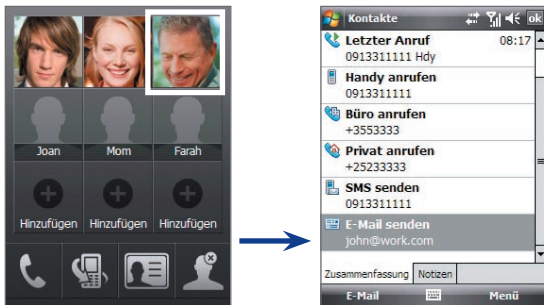 Joan Mom Farah
Hinzufügen Hinzufügen Hinzufügen
Kontakte ok
Letzter Anruf 08:17
0913311111 Hdy
Handy anrufen
0913311111
Büro anrufen
+3553333
Privat anrufen
+25233333
SMS senden
0913311111
E-Mail senden
john@work.com
Zusammenfassung Notizen
E-Mail Menü